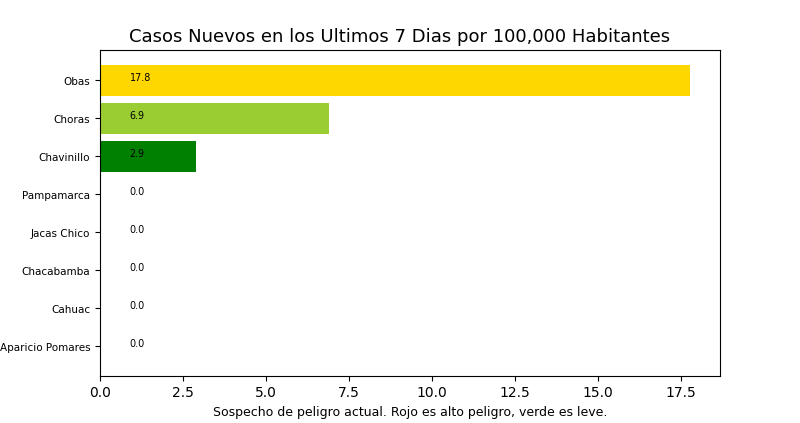 Casos Nuevos en los Ultimos 7 Dias por 100,000 Habitantes
Obas 17.8
Choras 6.9
Chavinillo 2.9
Pampamarca 0.0
Jacas Chico 0.0
Chacabamba 0.0
Cahuac 0.0
Aparicio Pomares 0.0
0.0 2.5 5.0 7.5 10.0 12.5 15.0 17.5
Sospecho de peligro actual. Rojo es alto peligro, verde es leve.